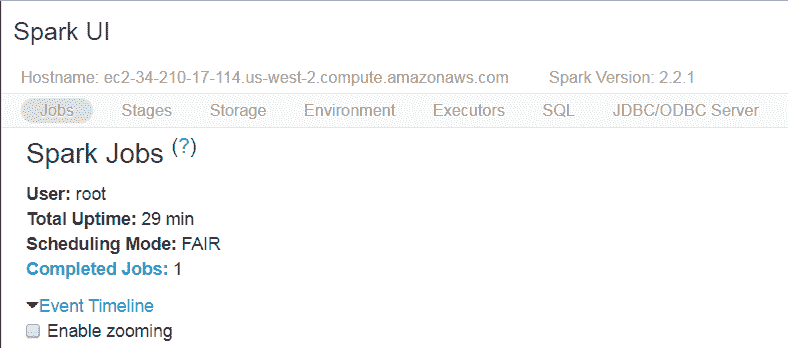 Spark UI
Hostname: ec2-34-210-17-114.us-west-2.compute.amazonaws.com Spark Version: 2.2.1
Jobs Stages Storage Environment Executors SQL JDBC/ODBC Server
Spark Jobs (?)
User: root
Total Uptime: 29 min
Scheduling Mode: FAIR
Completed Jobs: 1
Event Timeline
Enable zooming